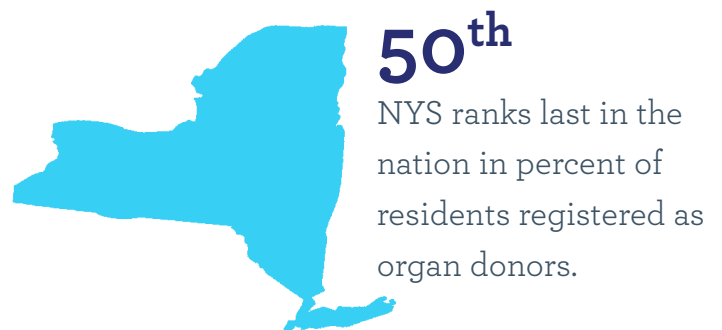 50th
NYS ranks last in the
nation in percent of
residents registered as
organ donors.